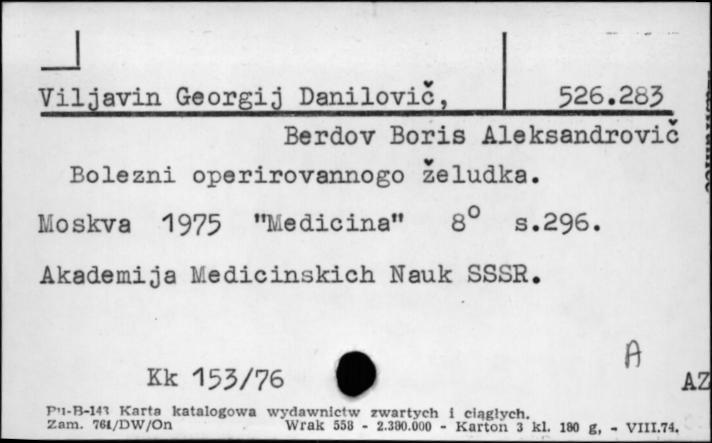 Viljavin Georgij Danilovič, 526.283
Berdov Boris Aleksandrovič
Bolezni operirovannogo želudka.
Moskva 1975 "Medicina" 8° s.296.
Akademija Medicinskich Nauk SSSR.
A
Kk 153/76
AZ
Pu-B-143 Karta katalogowa wydawnictw zwartych i ciągłych.
Zam. 761/DW/On Wrak 558 - 2.380.000 - Karton 3 kl. 180 g, - VIII.74.